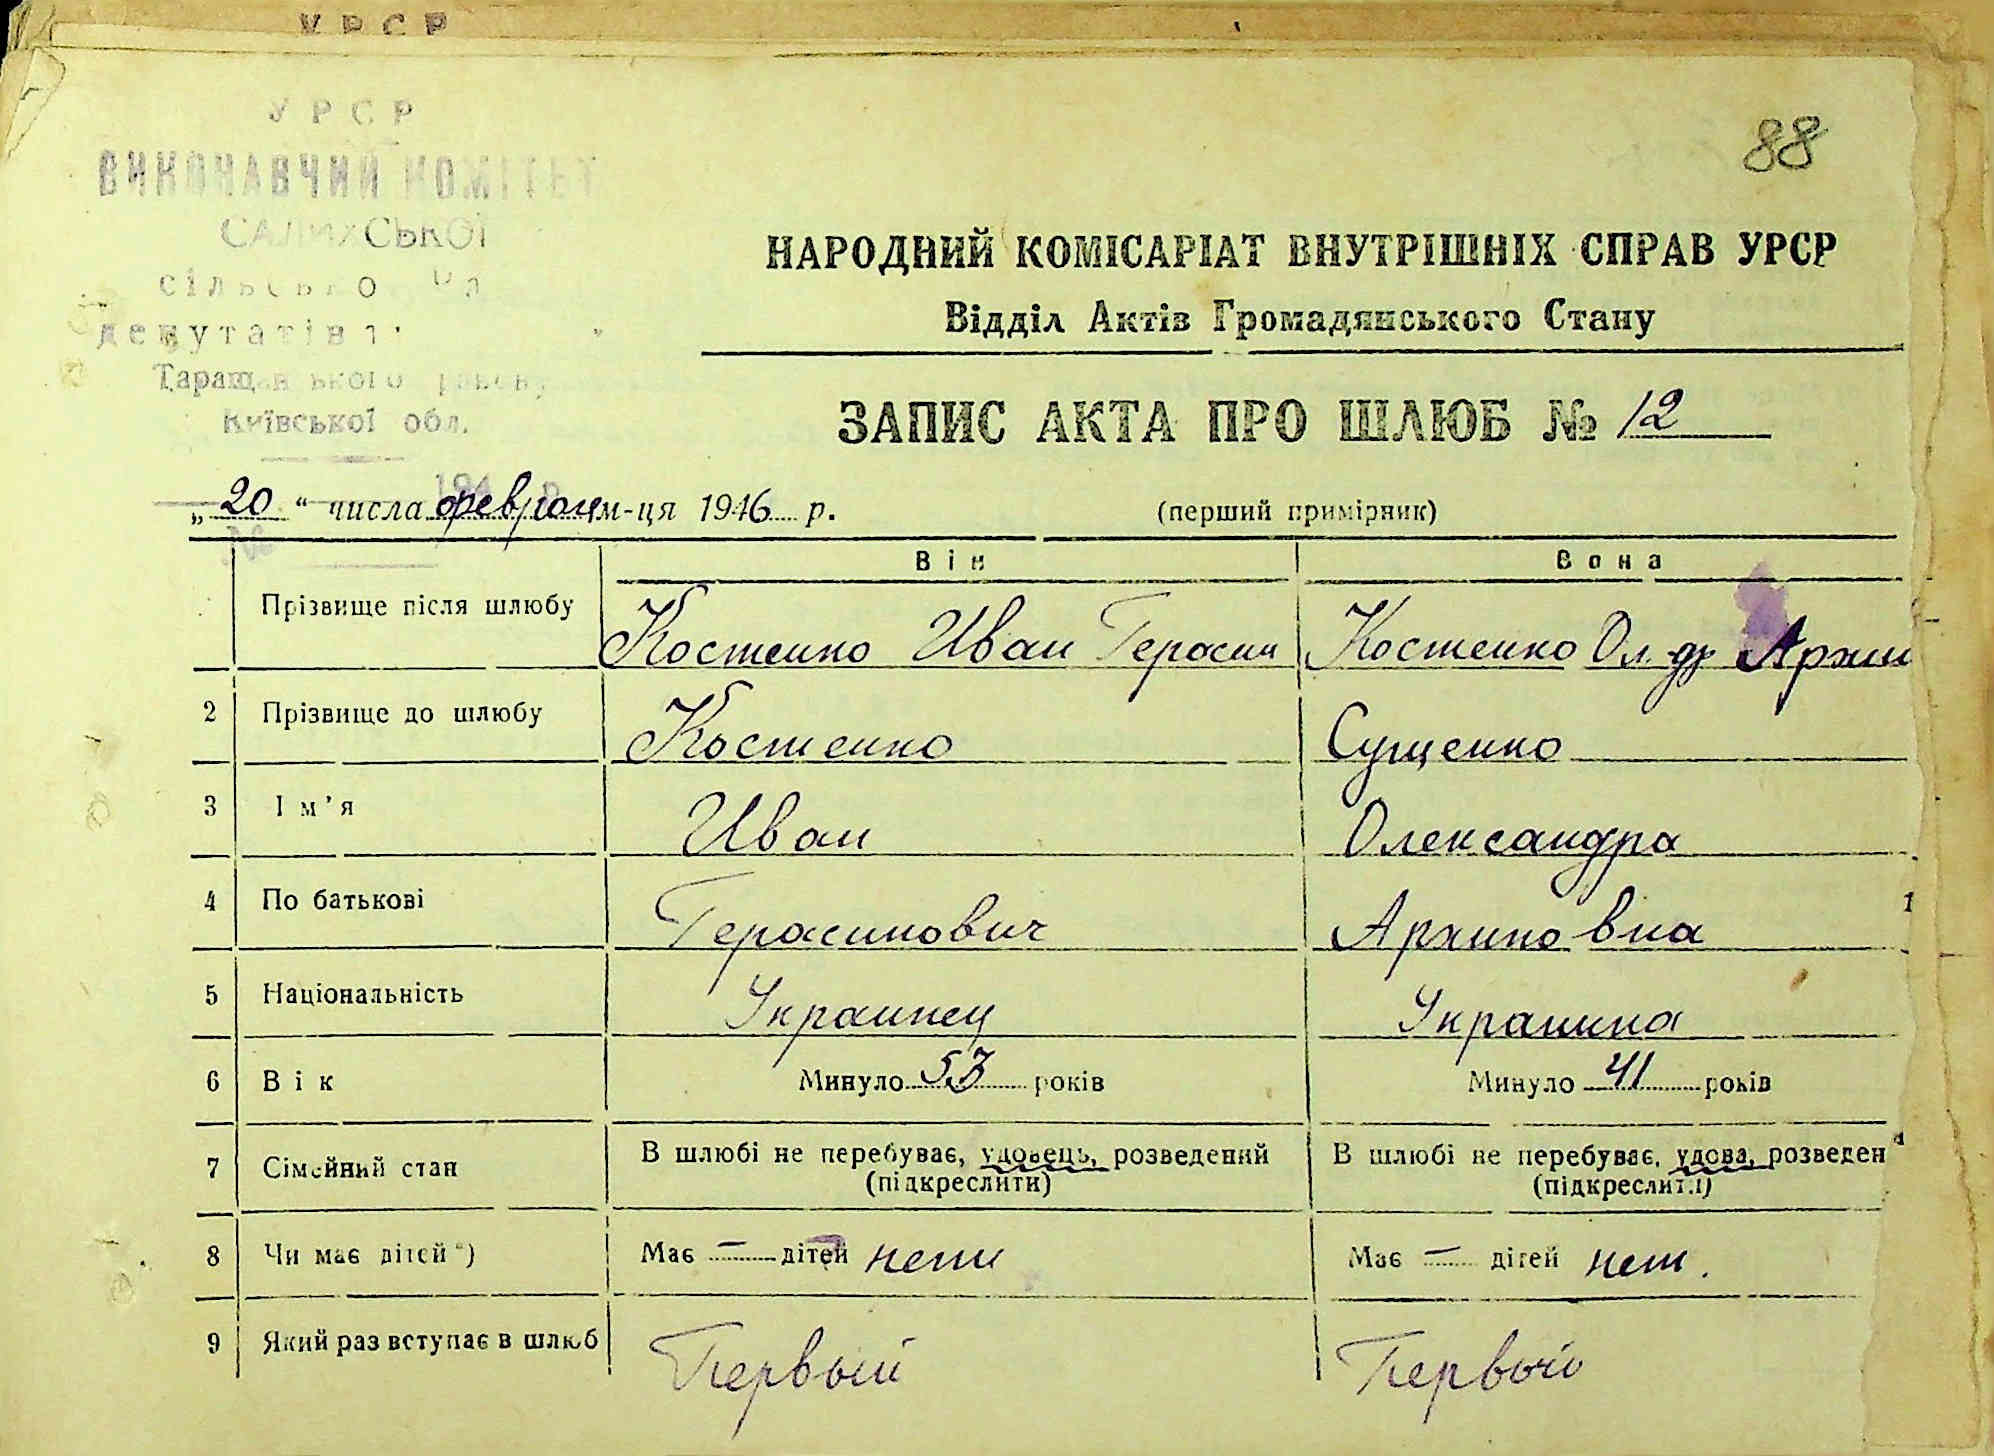 УРСР
УРСР
ВИКОНАВЧИЙ КОМІТЕТ
САЛИХСЬКОЇ
депутатів
Таращанського району
Київської обл.
88
НАРОДНИЙ КОМІСАРІАТ ВНУТРІШНІХ СПРАВ УРСР
Відділ Актів Громадянського Стану
ЗАПИС АКТА ПРО ШЛЮБ № 12
„ 20 “ числа февраля м-ця 1946 р. (перший примірник)
Він Вона
Прізвище після шлюбу Костенко Иван Герасим Костенко Ол-др Архи
2 Прізвище до шлюбу Костенко Сущенко
3 Ім’я Иван Олександра
4 По батькові Герасимович Архиповна
5 Національність Украинец Украинка
6 Вік Минуло 53 років Минуло 41 років
7 Сімейний стан В шлюбі не перебуває, удовець, розведений В шлюбі не перебуває, удова, розведен
(підкреслити) (підкреслити)
8 Чи має дітей*) Має — дітей нет Має — дітей нет.
9 Який раз вступає в шлюб Первый Первый